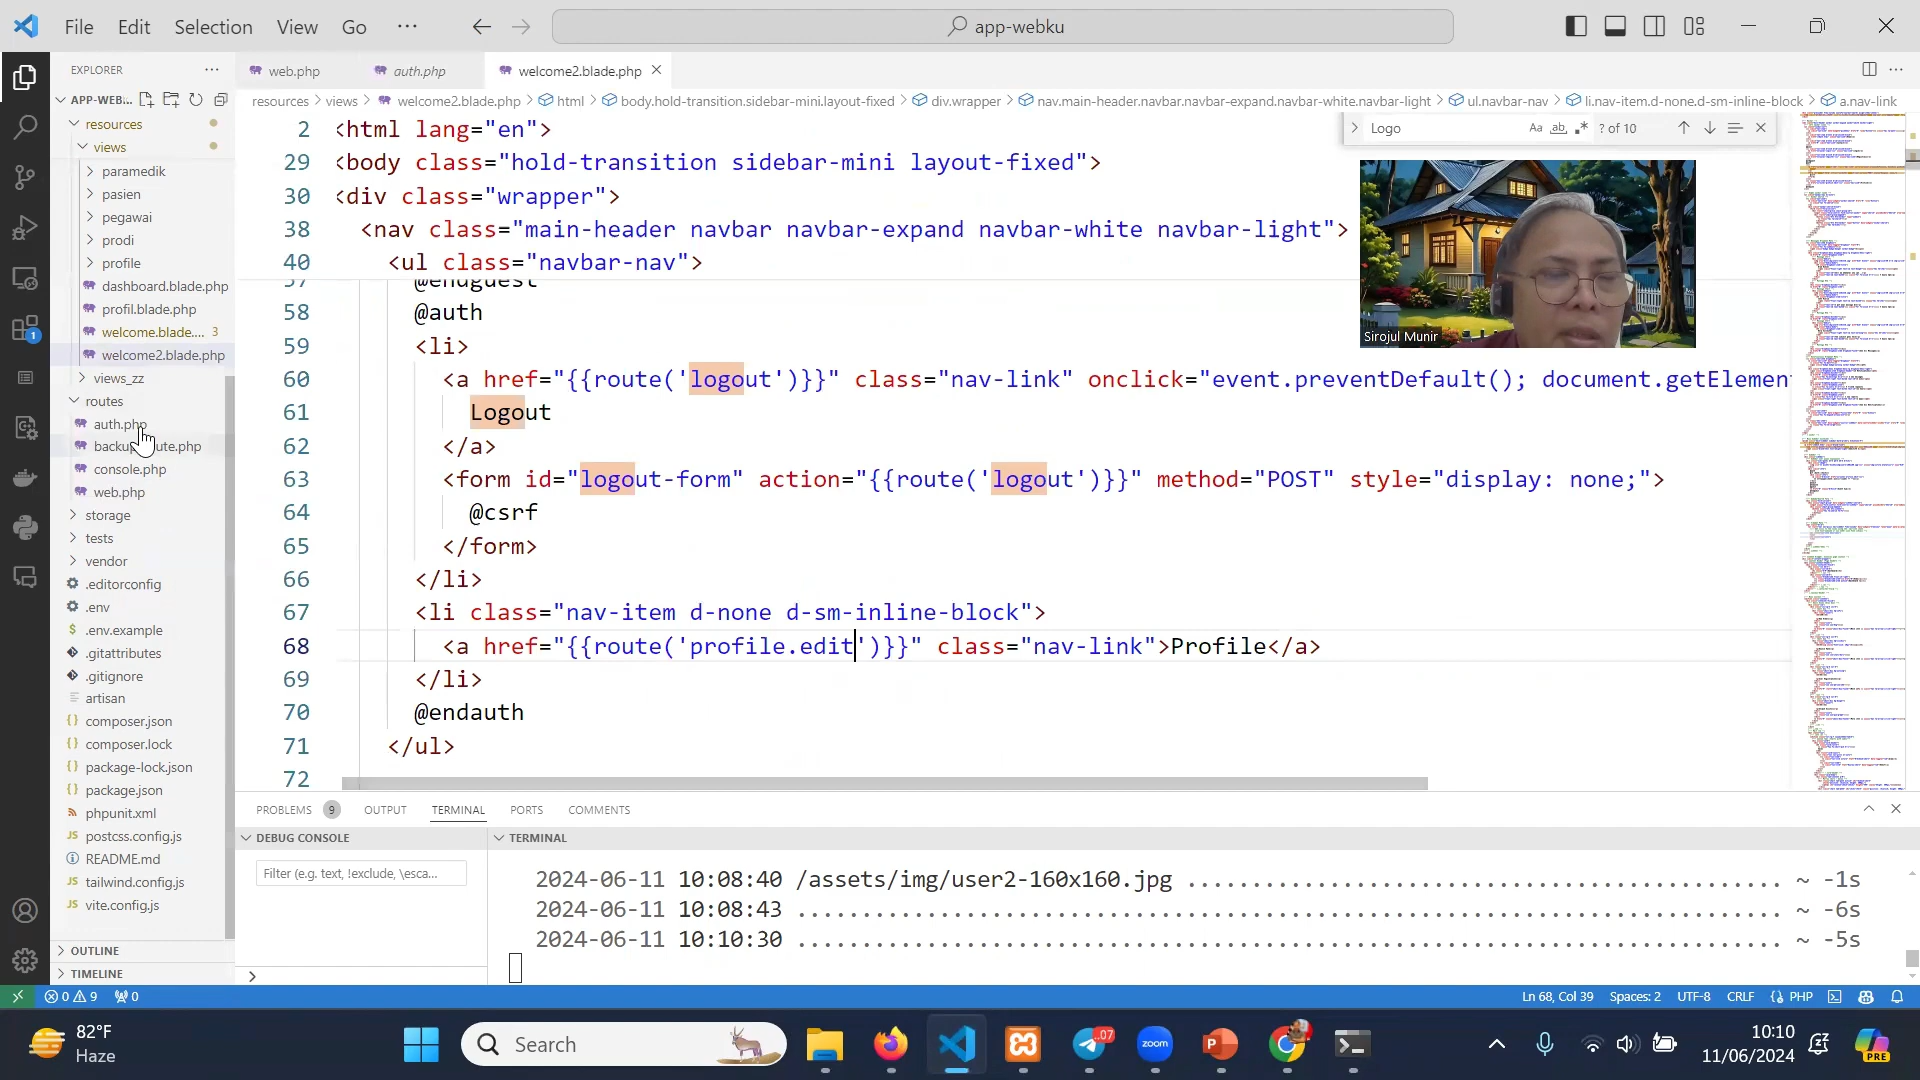 File Edit Selection View Go ··· app-webku
EXPLORER
web.php auth.php welcome2.blade.php
APP-WEB...
resources > views > welcome2.blade.php > html > body.hold-transition.sidebar-mini.layout-fixed > div.wrapper > nav.main-header.navbar.navbar-expand.navbar-white.navbar-light > ul.navbar-nav > li.nav-item.d-none.d-sm-inline-block > a.nav-link
Logo Aa ab ? of 10
resources
views
paramedik
pasien
pegawai
prodi
profile
dashboard.blade.php
profil.blade.php
welcome.blade.... 3
welcome2.blade.php
views_zz
routes
auth.php
console.php
web.php
storage
tests
vendor
.editorconfig
.env
.env.example
.gitattributes
.gitignore
artisan
composer.json
composer.lock
package-lock.json
package.json
phpunit.xml
postcss.config.js
README.md
tailwind.config.js
vite.config.js
OUTLINE
TIMELINE
2 <html lang="en">
29 <body class="hold-transition sidebar-mini layout-fixed">
30 <div class="wrapper">
38 <nav class="main-header navbar navbar-expand navbar-white navbar-light">
40 <ul class="navbar-nav">
57 @endguest
58 @auth
59 <li>
60 <a href="{{route('logout')}}" class="nav-link" onclick="event.preventDefault(); document.getElemen
61 Logout
62 </a>
63 <form id="logout-form" action="{{route('logout')}}" method="POST" style="display: none;">
64 @csrf
65 </form>
66 </li>
67 <li class="nav-item d-none d-sm-inline-block">
68 <a href="{{route('profile.edit')}}" class="nav-link">Profile</a>
69 </li>
70 @endauth
71 </ul>
72
Sirojul Munir
PROBLEMS 9 OUTPUT TERMINAL PORTS COMMENTS
DEBUG CONSOLE
Filter (e.g. text, !exclude, \esca...
TERMINAL
2024-06-11 10:08:40 /assets/img/user2-160x160.jpg ............................................ ~ -1s
2024-06-11 10:08:43 ........................................................................ ~ -6s
2024-06-11 10:10:30 ........................................................................ ~ -5s
0 9 0 Ln 68, Col 39 Spaces: 2 UTF-8 CRLF PHP
82°F
Haze
Search
07
zoom
10:10
11/06/2024
PRE